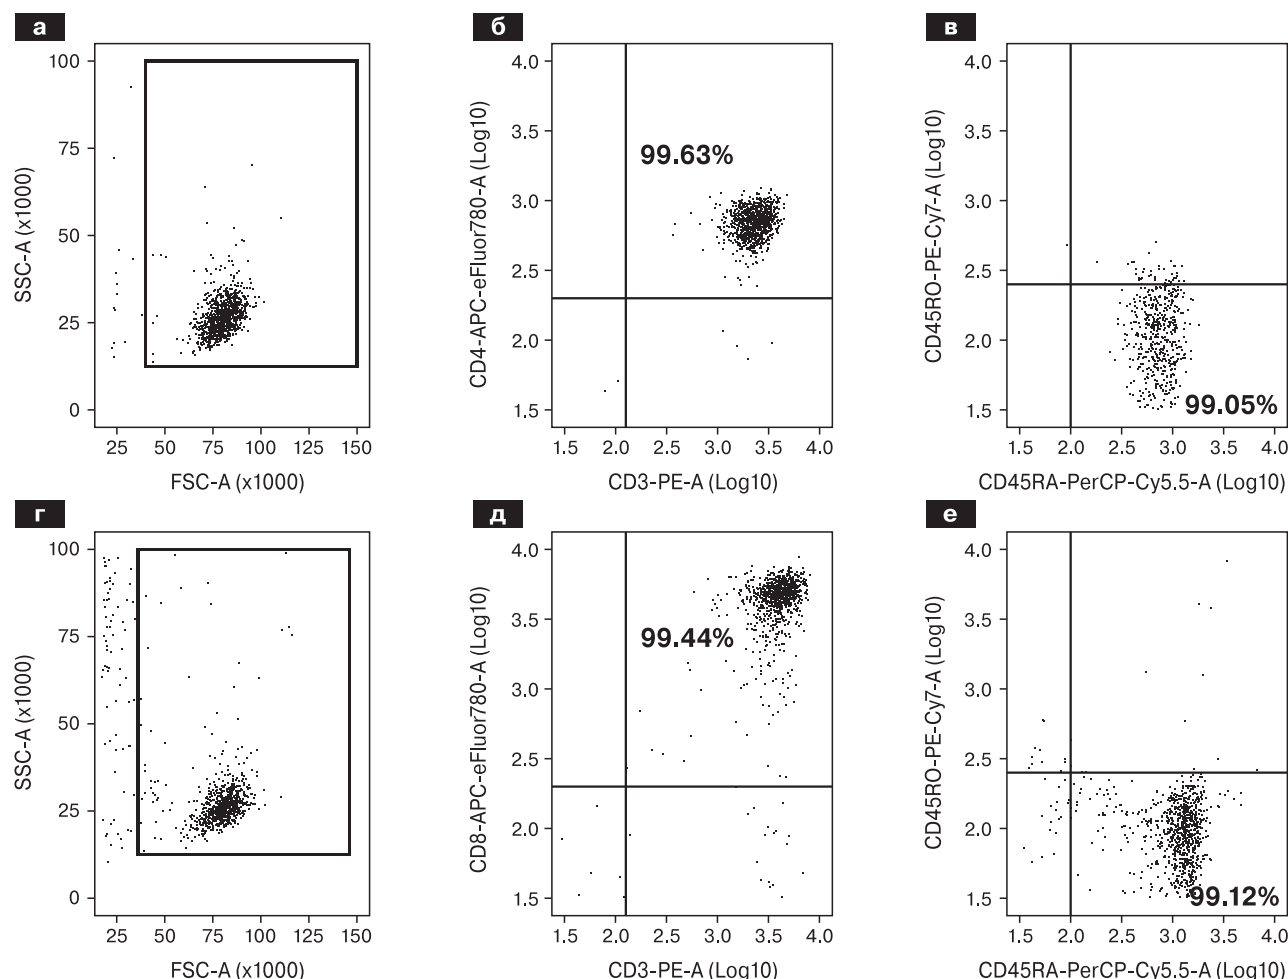 а
SSC-A (x1000)
100
75
50
25
0
25 50 75 100 125 150
FSC-A (x1000)
б
CD4-APC-eFluor780-A (Log10)
4.0
3.5
3.0
2.5
2.0
1.5
99.63%
1.5 2.0 2.5 3.0 3.5 4.0
CD3-PE-A (Log10)
в
CD45RO-PE-Cy7-A (Log10)
4.0
3.5
3.0
2.5
2.0
1.5
99.05%
1.5 2.0 2.5 3.0 3.5 4.0
CD45RA-PerCP-Cy5.5-A (Log10)
г
SSC-A (x1000)
100
75
50
25
0
25 50 75 100 125 150
FSC-A (x1000)
д
CD8-APC-eFluor780-A (Log10)
4.0
3.5
3.0
2.5
2.0
1.5
99.44%
1.5 2.0 2.5 3.0 3.5 4.0
CD3-PE-A (Log10)
е
CD45RO-PE-Cy7-A (Log10)
4.0
3.5
3.0
2.5
2.0
1.5
99.12%
1.5 2.0 2.5 3.0 3.5 4.0
CD45RA-PerCP-Cy5.5-A (Log10)